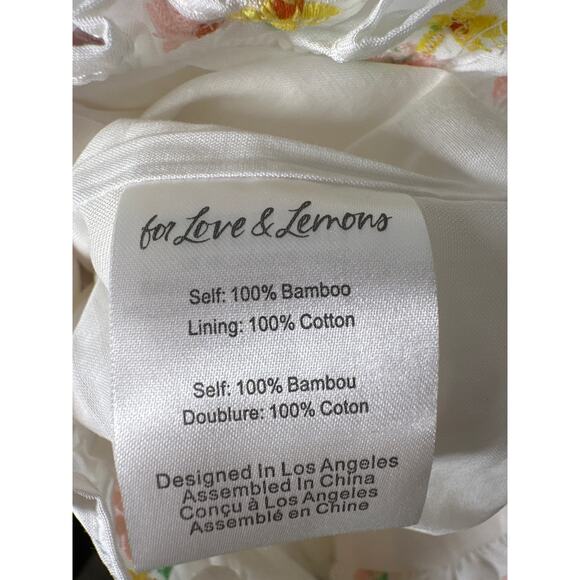 for Love & Lemons
Self: 100% Bamboo
Lining: 100% Cotton
Self: 100% Bambou
Doublure: 100% Coton
Designed In Los Angeles
Assembled In China
Conçu à Los Angeles
Assemblé en Chine